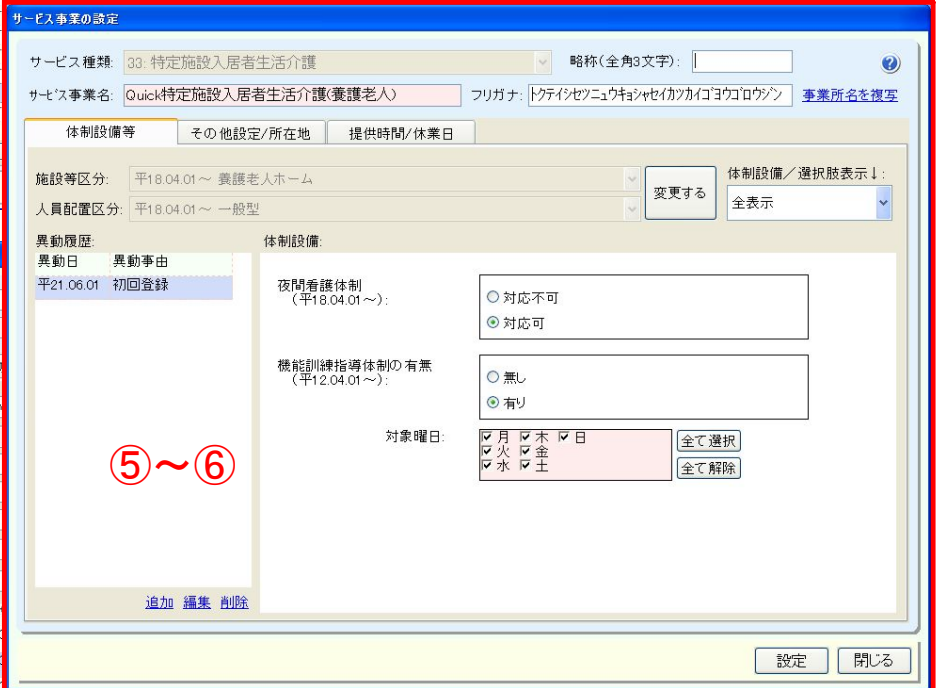 サービス事業の設定
サービス種類: 33: 特定施設入居者生活介護 略称(全角3文字):
サービス事業名: Quick特定施設入居者生活介護(養護老人) フリガナ: トクテイシセツニュウキョシャセイカツカイゴヨウゴロウジン 事業所名を複写
体制設備等 その他設定/所在地 提供時間/休業日
施設等区分: 平18.04.01～ 養護老人ホーム 変更する 体制設備／選択肢表示↓:
人員配置区分: 平18.04.01～ 一般型 全表示
異動履歴: 体制設備:
異動日 異動事由
平21.06.01 初回登録
夜間看護体制
(平18.04.01～):
対応不可
対応可
機能訓練指導体制の有無
(平12.04.01～):
無し
有り
対象曜日: 月 木 日 全て選択
火 金
水 土 全て解除
⑤～⑥
追加 編集 削除
設定 閉じる